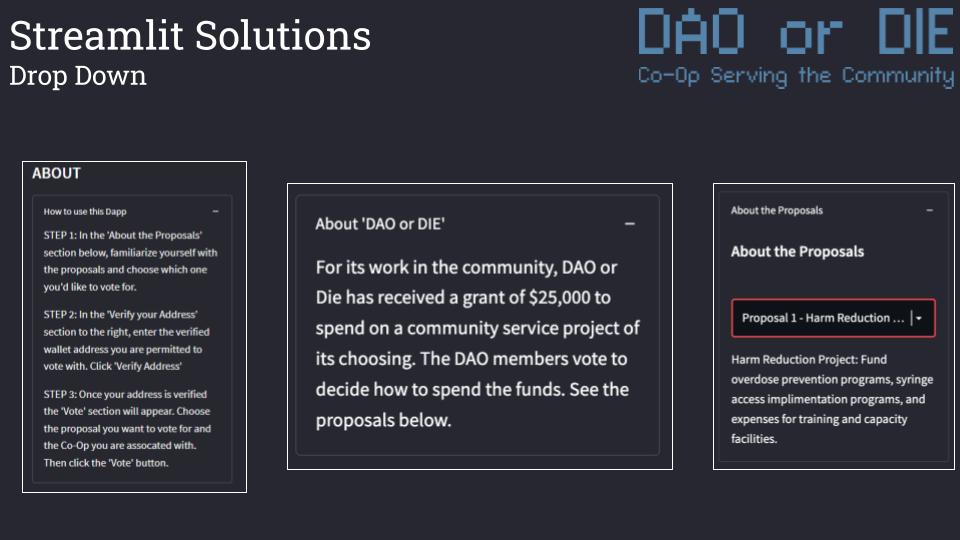 Streamlit Solutions
Drop Down
DAO or DIE
Co-Op Serving the Community
ABOUT
How to use this Dapp
STEP 1: In the 'About the Proposals'
section below, familiarize yourself with
the proposals and choose which one
you'd like to vote for.
STEP 2: In the 'Verify your Address'
section to the right, enter the verified
wallet address you are permitted to
vote with. Click 'Verify Address'
STEP 3: Once your address is verified
the 'Vote' section will appear. Choose
the proposal you want to vote for and
the Co-Op you are assocated with.
Then click the 'Vote' button.
About 'DAO or DIE'
For its work in the community, DAO or
Die has received a grant of $25,000 to
spend on a community service project of
its choosing. The DAO members vote to
decide how to spend the funds. See the
proposals below.
About the Proposals
About the Proposals
Proposal 1 - Harm Reduction ...
Harm Reduction Project: Fund
overdose prevention programs, syringe
access implimentation programs, and
expenses for training and capacity
facilities.